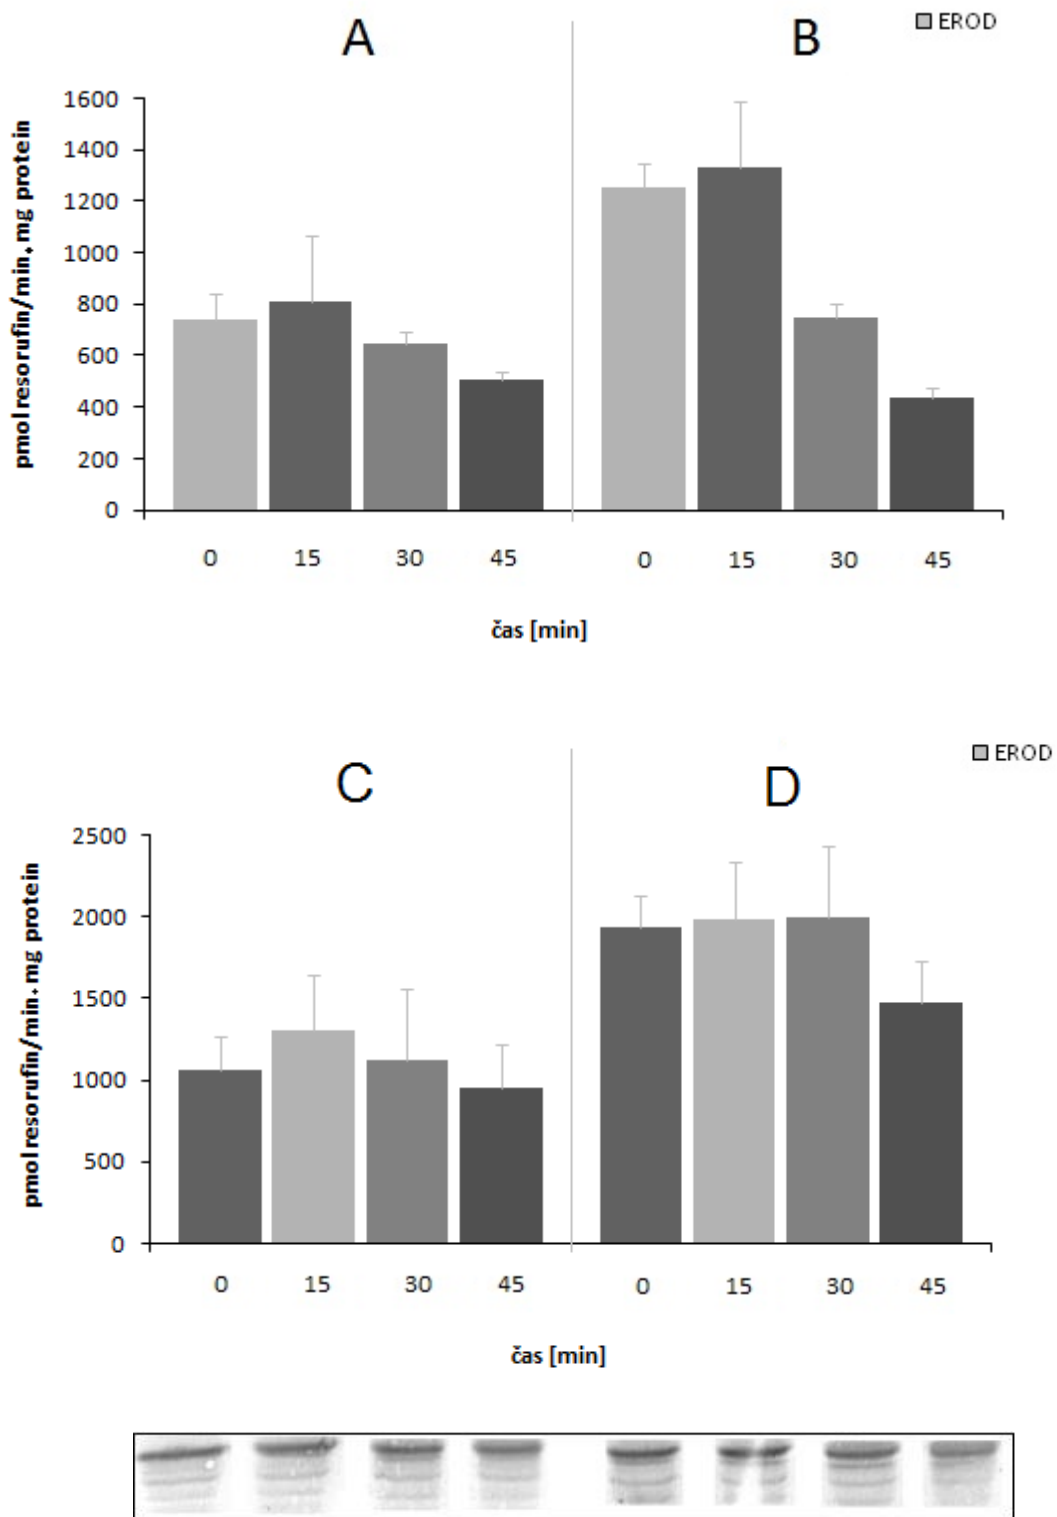 A B EROD
pmol resorufin/min. mg protein
1600
1400
1200
1000
800
600
400
200
0
0 15 30 45 0 15 30 45
čas [min]
C D EROD
pmol resorufin/min. mg protein
2500
2000
1500
1000
500
0
0 15 30 45 0 15 30 45
čas [min]